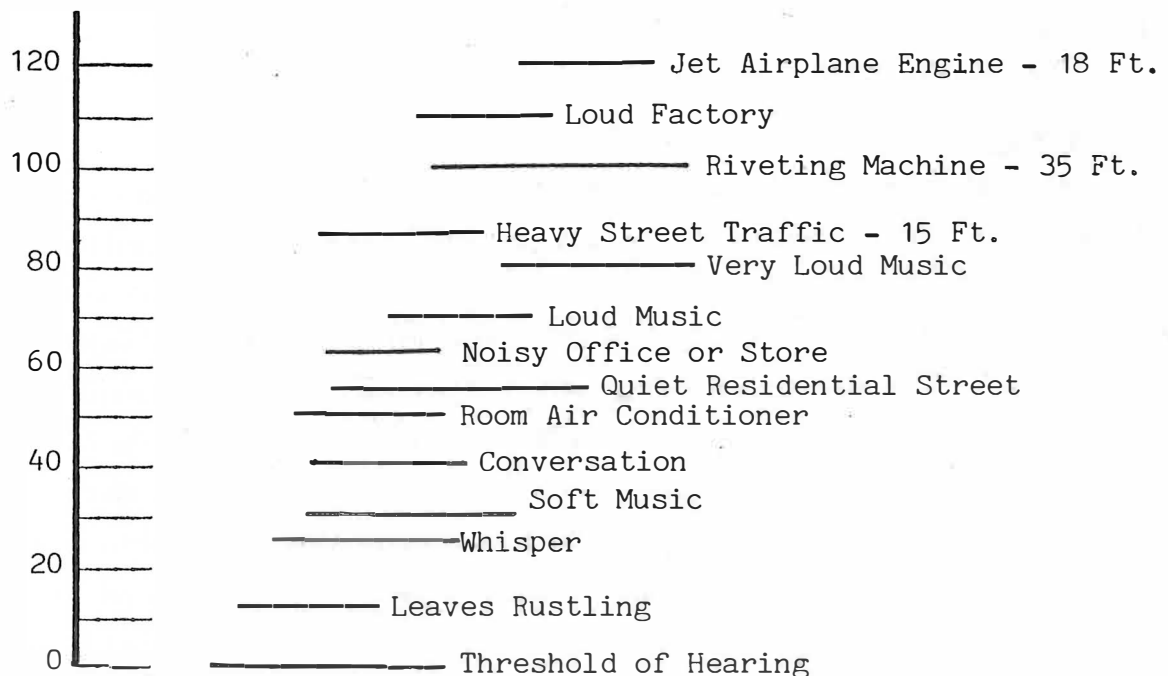 120
Jet Airplane Engine - 18 Ft.
Loud Factory
100
Riveting Machine - 35 Ft.
Heavy Street Traffic - 15 Ft.
80
Very Loud Music
Loud Music
60
Noisy Office or Store
Quiet Residential Street
Room Air Conditioner
40
Conversation
Soft Music
Whisper
20
Leaves Rustling
0
Threshold of Hearing